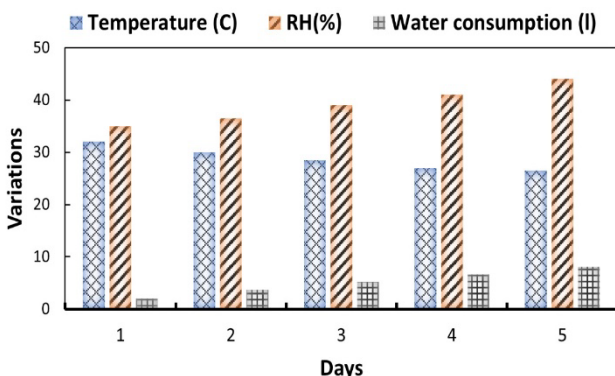 Temperature (C) RH(%) Water consumption (l)
50
40
30
20
10
0
Variations
1 2 3 4 5
Days